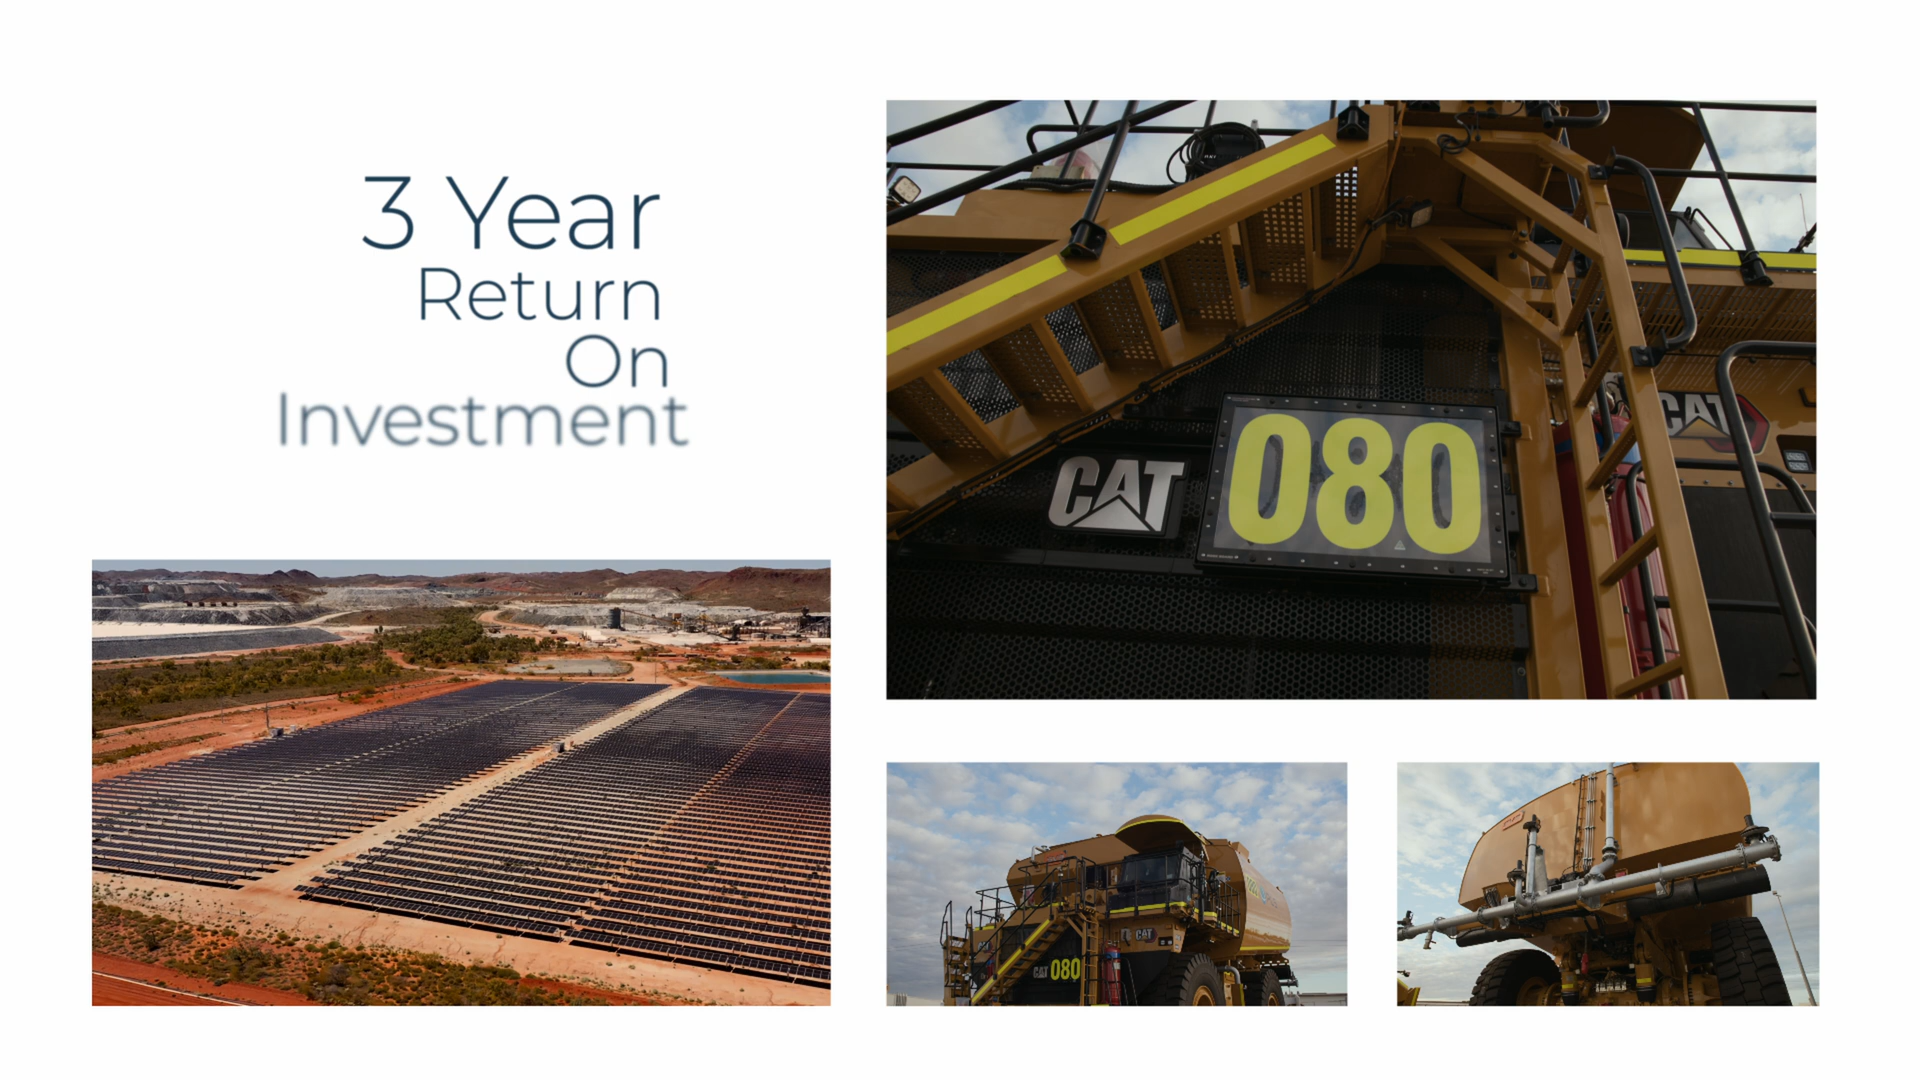 3 Year
Return
On
Investment
CAT
080
CAT
CAT
CAT 080